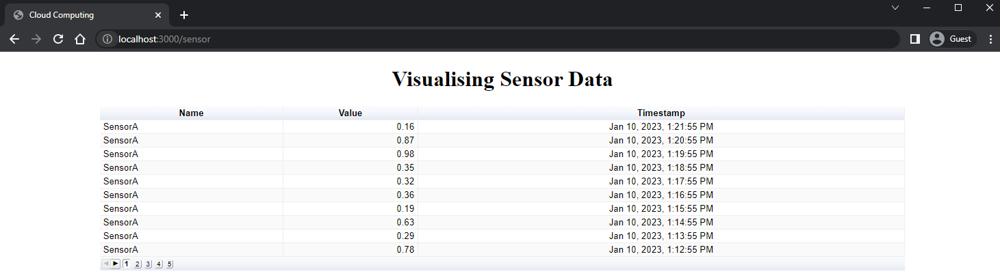 Cloud Computing
localhost:3000/sensor
Guest
Visualising Sensor Data
Name Value Timestamp
SensorA 0.16 Jan 10, 2023, 1:21:55 PM
SensorA 0.87 Jan 10, 2023, 1:20:55 PM
SensorA 0.98 Jan 10, 2023, 1:19:55 PM
SensorA 0.35 Jan 10, 2023, 1:18:55 PM
SensorA 0.32 Jan 10, 2023, 1:17:55 PM
SensorA 0.36 Jan 10, 2023, 1:16:55 PM
SensorA 0.19 Jan 10, 2023, 1:15:55 PM
SensorA 0.63 Jan 10, 2023, 1:14:55 PM
SensorA 0.29 Jan 10, 2023, 1:13:55 PM
SensorA 0.78 Jan 10, 2023, 1:12:55 PM
1 2 3 4 5